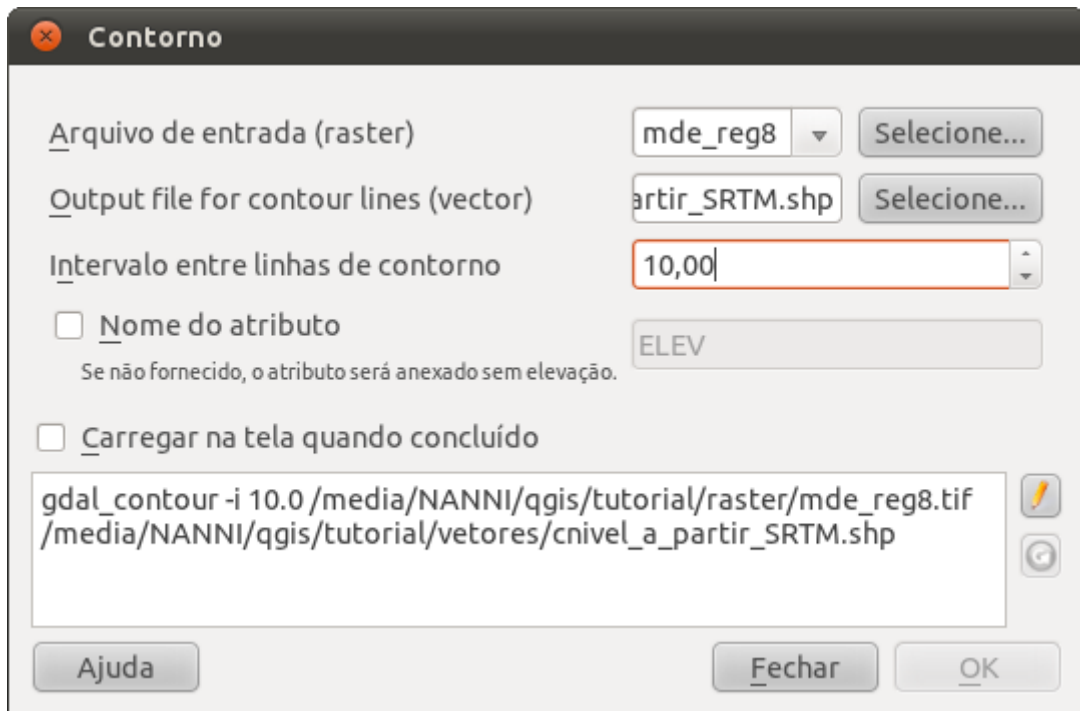 Contorno
Arquivo de entrada (raster)
mde_reg8
Selecione...
Output file for contour lines (vector)
artir_SRTM.shp
Selecione...
Intervalo entre linhas de contorno
10,00
Nome do atributo
ELEV
Se não fornecido, o atributo será anexado sem elevação.
Carregar na tela quando concluído
gdal_contour -i 10.0 /media/NANNI/qgis/tutorial/raster/mde_reg8.tif
/media/NANNI/qgis/tutorial/vetores/cnivel_a_partir_SRTM.shp
Ajuda
Fechar
OK